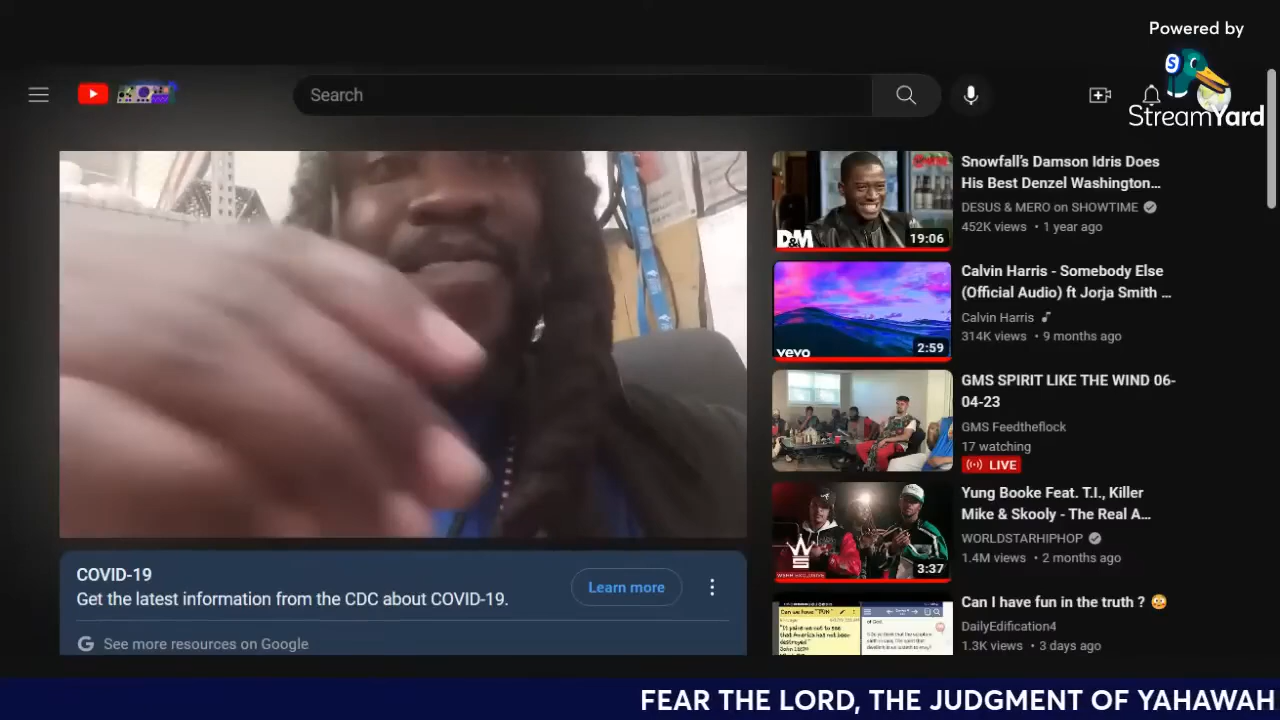 Powered by
StreamYard
Search
Snowfall's Damson Idris Does
His Best Denzel Washington...
DESUS & MERO on SHOWTIME
452K views • 1 year ago
D&M
19:06
Calvin Harris - Somebody Else
(Official Audio) ft Jorja Smith ...
Calvin Harris
314K views • 9 months ago
vevo
2:59
GMS SPIRIT LIKE THE WIND 06-
04-23
GMS Feedtheflock
17 watching
LIVE
Yung Booke Feat. T.I., Killer
Mike & Skooly - The Real A...
WORLDSTARHIPHOP
1.4M views • 2 months ago
3:37
COVID-19
Get the latest information from the CDC about COVID-19.
Learn more
Can I have fun in the truth ?
DailyEdification4
1.3K views • 3 days ago
on Google
FEAR THE LORD, THE JUDGMENT OF YAHAWAH